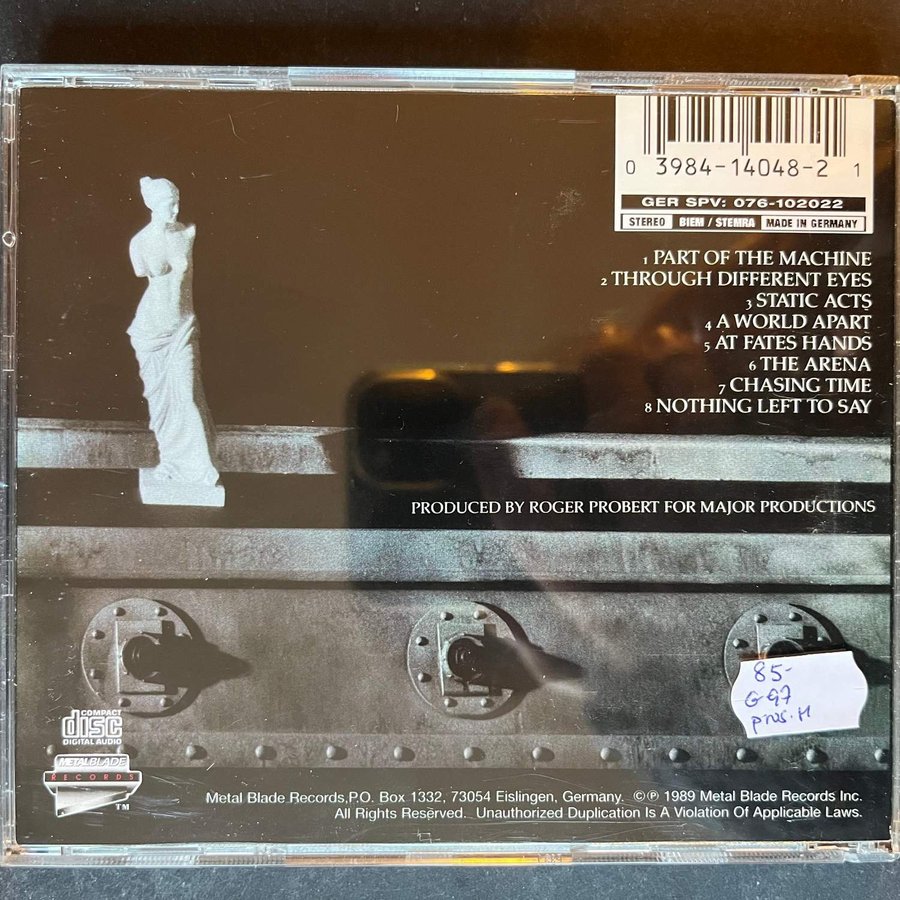 0 3984-14048-2 1
GER SPV: 076-102022
STEREO BIEM / STEMRA MADE IN GERMANY
1 PART OF THE MACHINE
2 THROUGH DIFFERENT EYES
3 STATIC ACTS
4 A WORLD APART
5 AT FATES HANDS
6 THE ARENA
7 CHASING TIME
8 NOTHING LEFT TO SAY
PRODUCED BY ROGER PROBERT FOR MAJOR PRODUCTIONS
85-
G97
pros. M
COMPACT
disc
DIGITAL AUDIO
METALBLADE
RECORDS
TM
Metal Blade Records,P.O. Box 1332, 73054 Eislingen, Germany. ©℗ 1989 Metal Blade Records Inc.
All Rights Reserved. Unauthorized Duplication Is A Violation Of Applicable Laws.